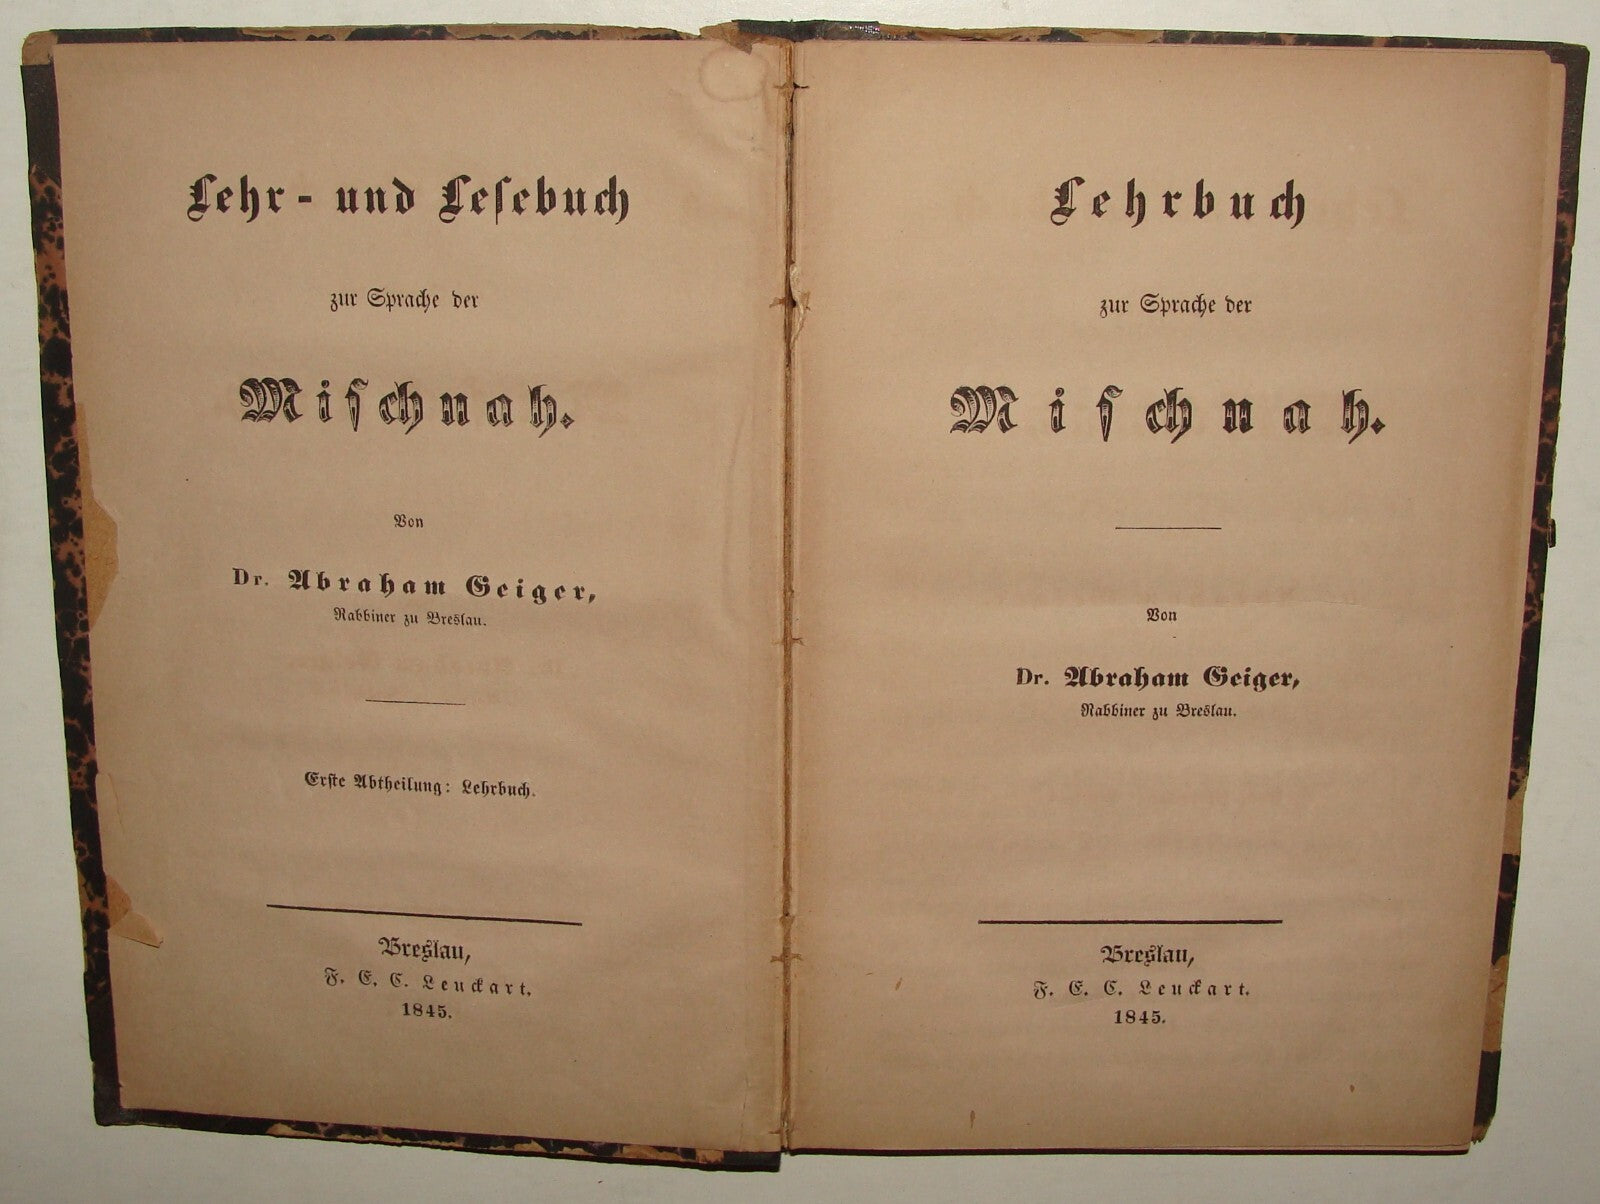 Lehr- und Leſebuch
zur Sprache der
Miſchnah.
Von
Dr. Abraham Geiger,
Rabbiner zu Breslau.
Erſte Abtheilung: Lehrbuch.
Breslau,
F. E. C. Leuckart.
1845.
Lehrbuch
zur Sprache der
Miſchnah.
Von
Dr. Abraham Geiger,
Rabbiner zu Breslau.
Breslau,
F. E. C. Leuckart.
1845.